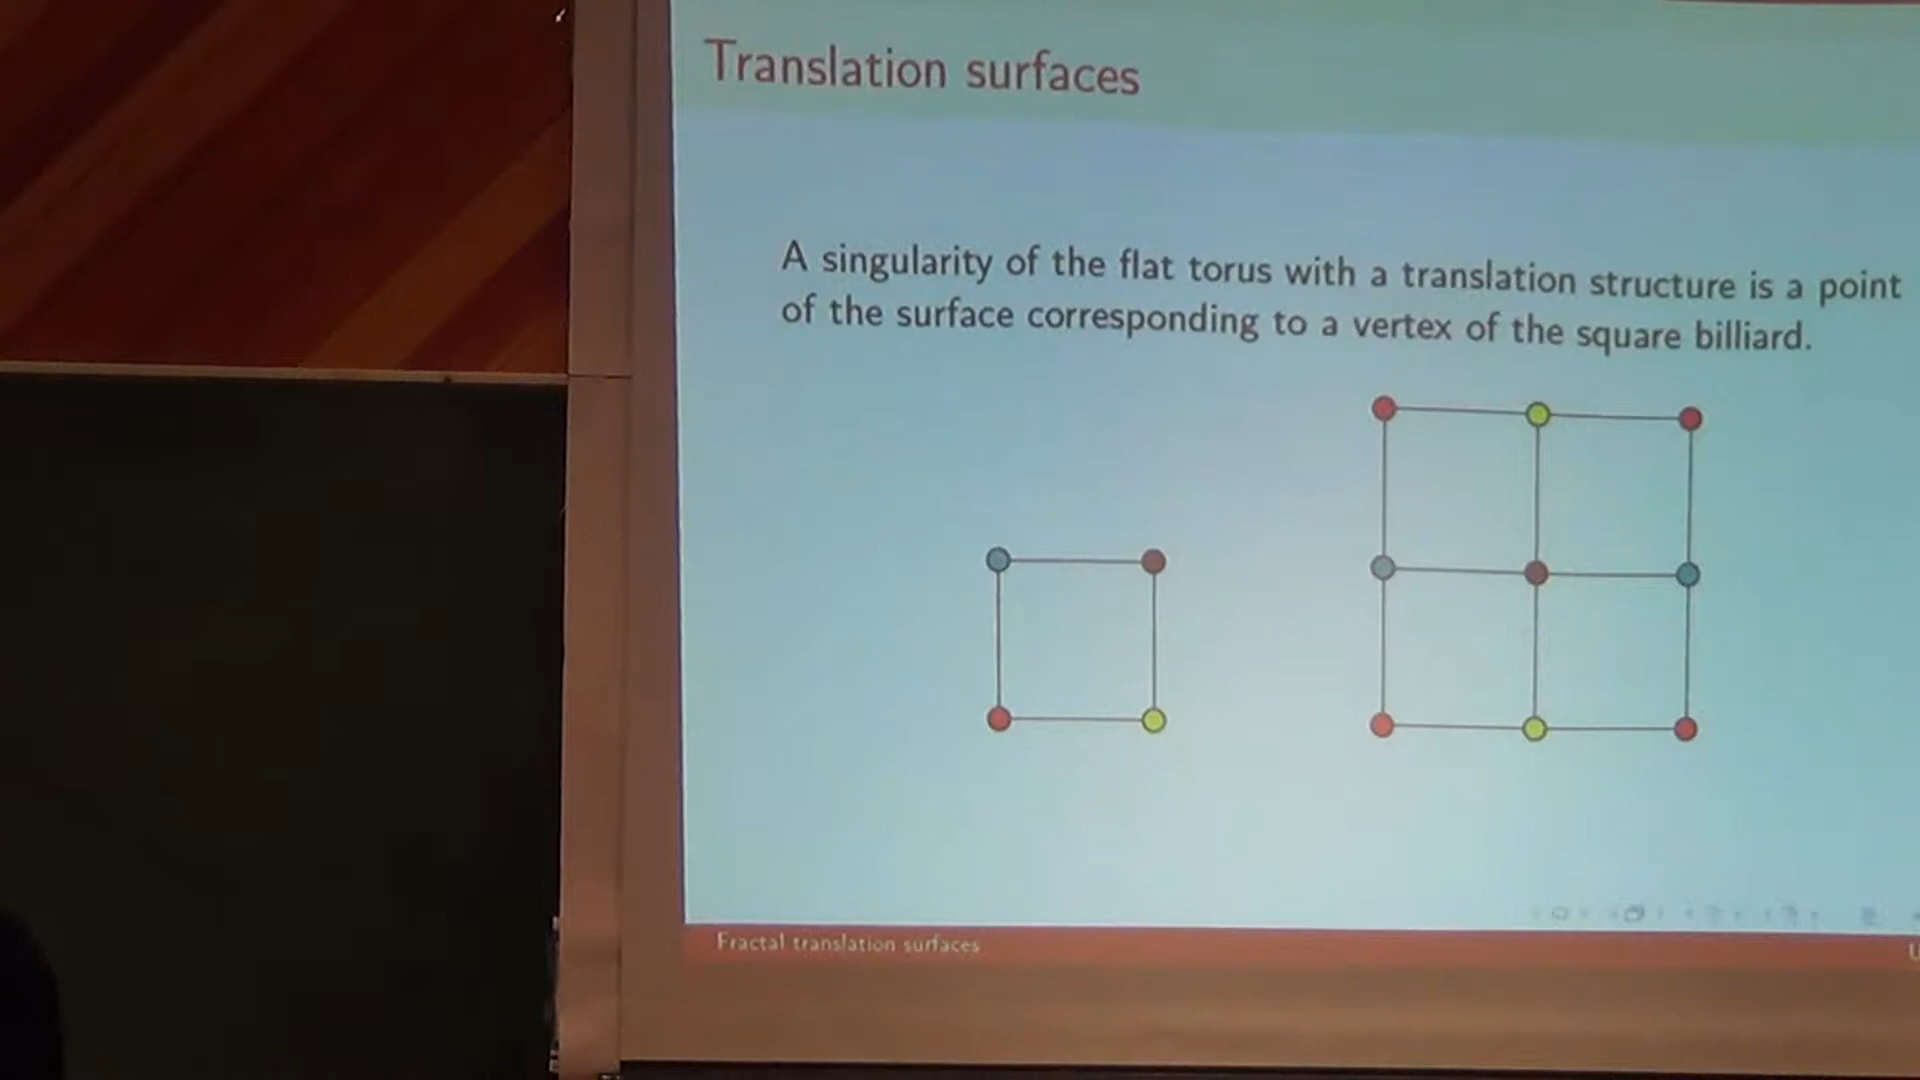 Translation surfaces
A singularity of the flat torus with a translation structure is a point
of the surface corresponding to a vertex of the square billiard.
Fractal translation surfaces